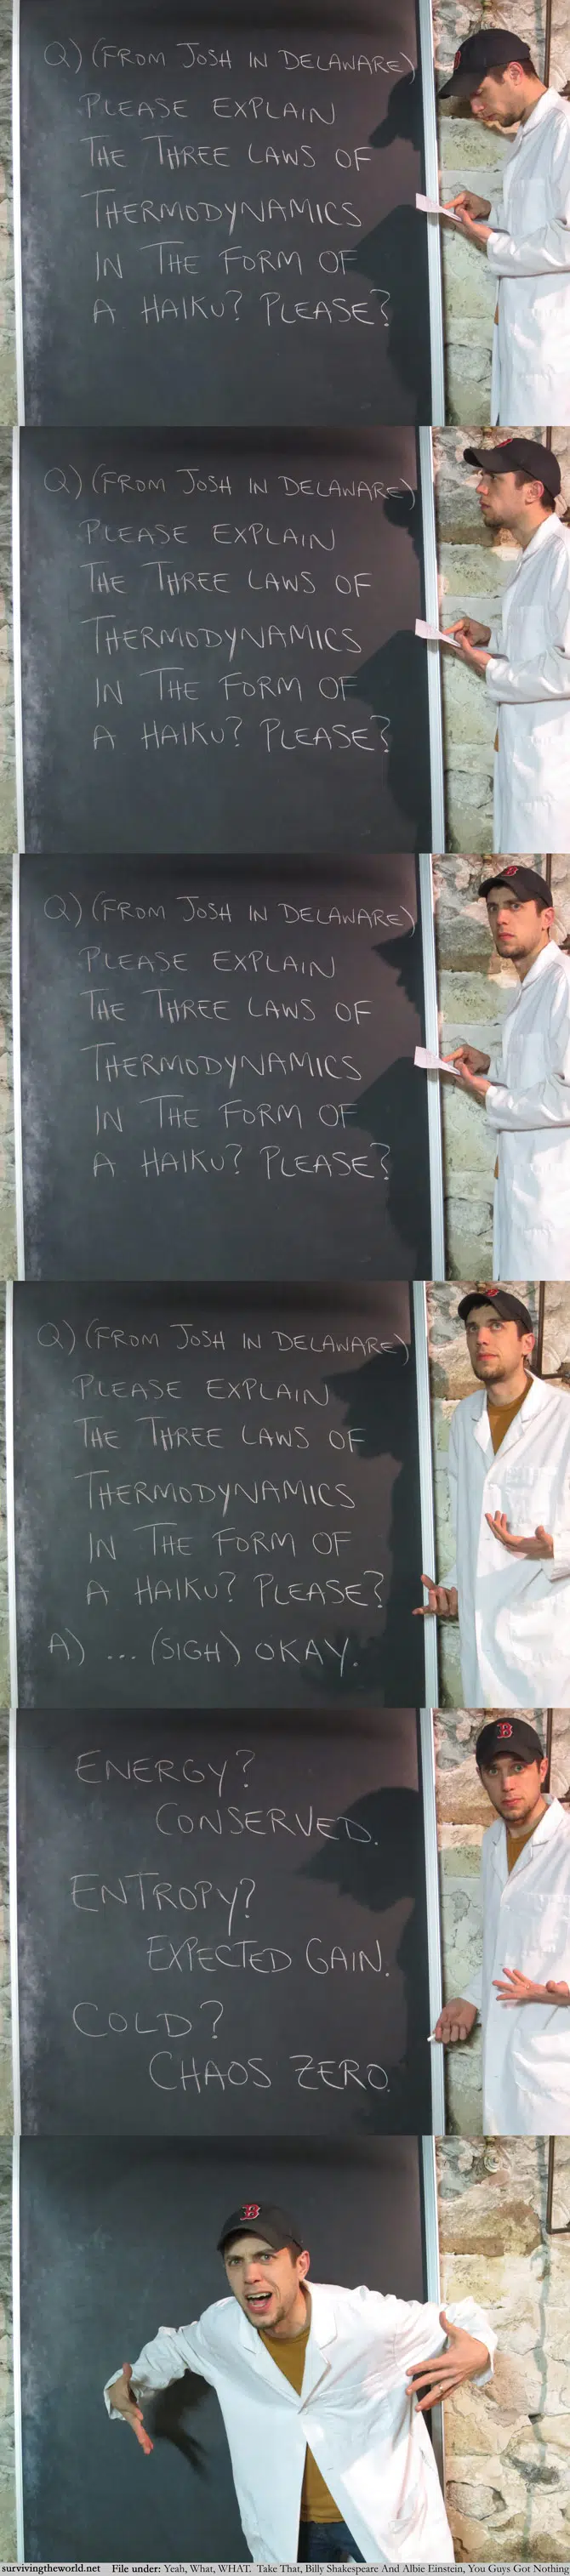 Q) (FROM JOSH IN DELAWARE)
PLEASE EXPLAIN
THE THREE LAWS OF
THERMODYNAMICS
IN THE FORM OF
A HAIKU? PLEASE?
Q) (FROM JOSH IN DELAWARE)
PLEASE EXPLAIN
THE THREE LAWS OF
THERMODYNAMICS
IN THE FORM OF
A HAIKU? PLEASE?
Q) (FROM JOSH IN DELAWARE)
PLEASE EXPLAIN
THE THREE LAWS OF
THERMODYNAMICS
IN THE FORM OF
A HAIKU? PLEASE?
Q) (FROM JOSH IN DELAWARE)
PLEASE EXPLAIN
THE THREE LAWS OF
THERMODYNAMICS
IN THE FORM OF
A HAIKU? PLEASE?
A) ... (SIGH) OKAY.
B
ENERGY?
CONSERVED.
ENTROPY?
EXPECTED GAIN.
COLD?
CHAOS ZERO.
B
survivingtheworld.net File under: Yeah, What, WHAT. Take That, Billy Shakespeare And Albie Einstein, You Guys Got Nothing